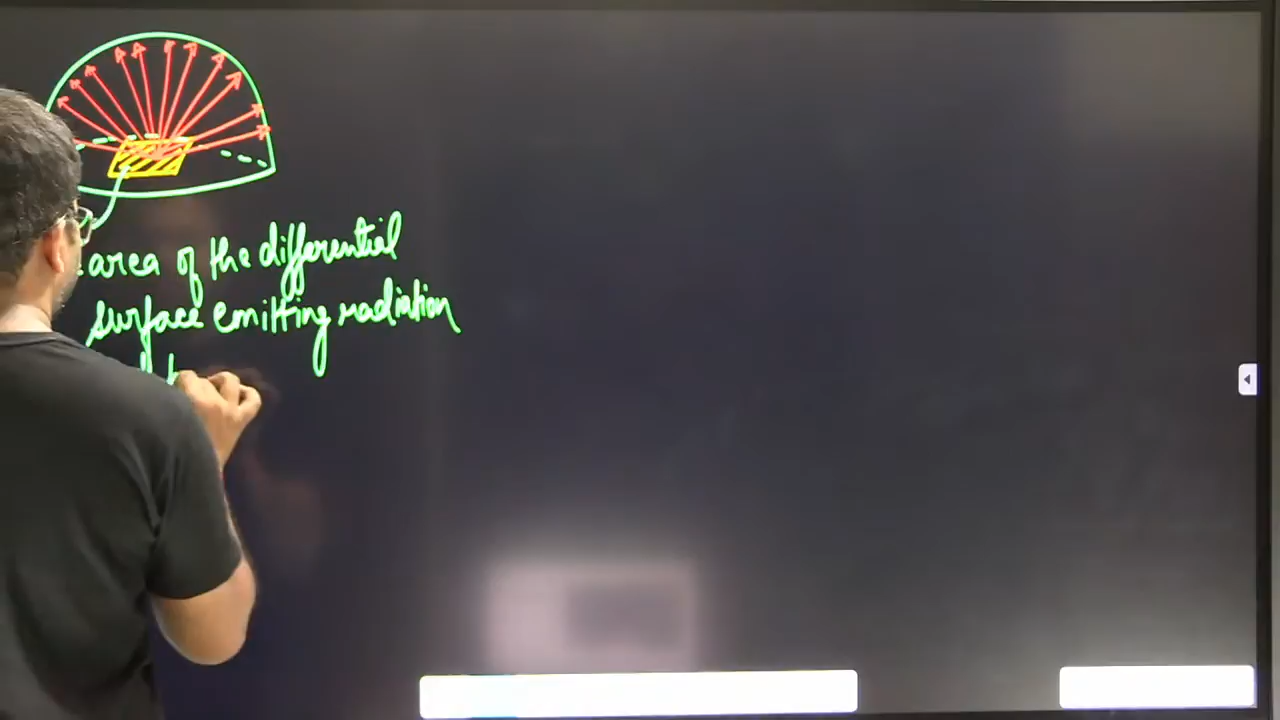 : area of the differential
surface emitting radiation